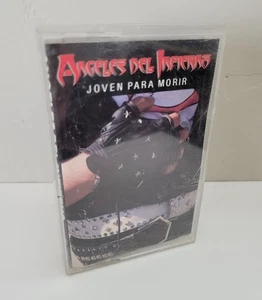 ANGELES DEL INFIERNO
JOVEN PARA MORIR